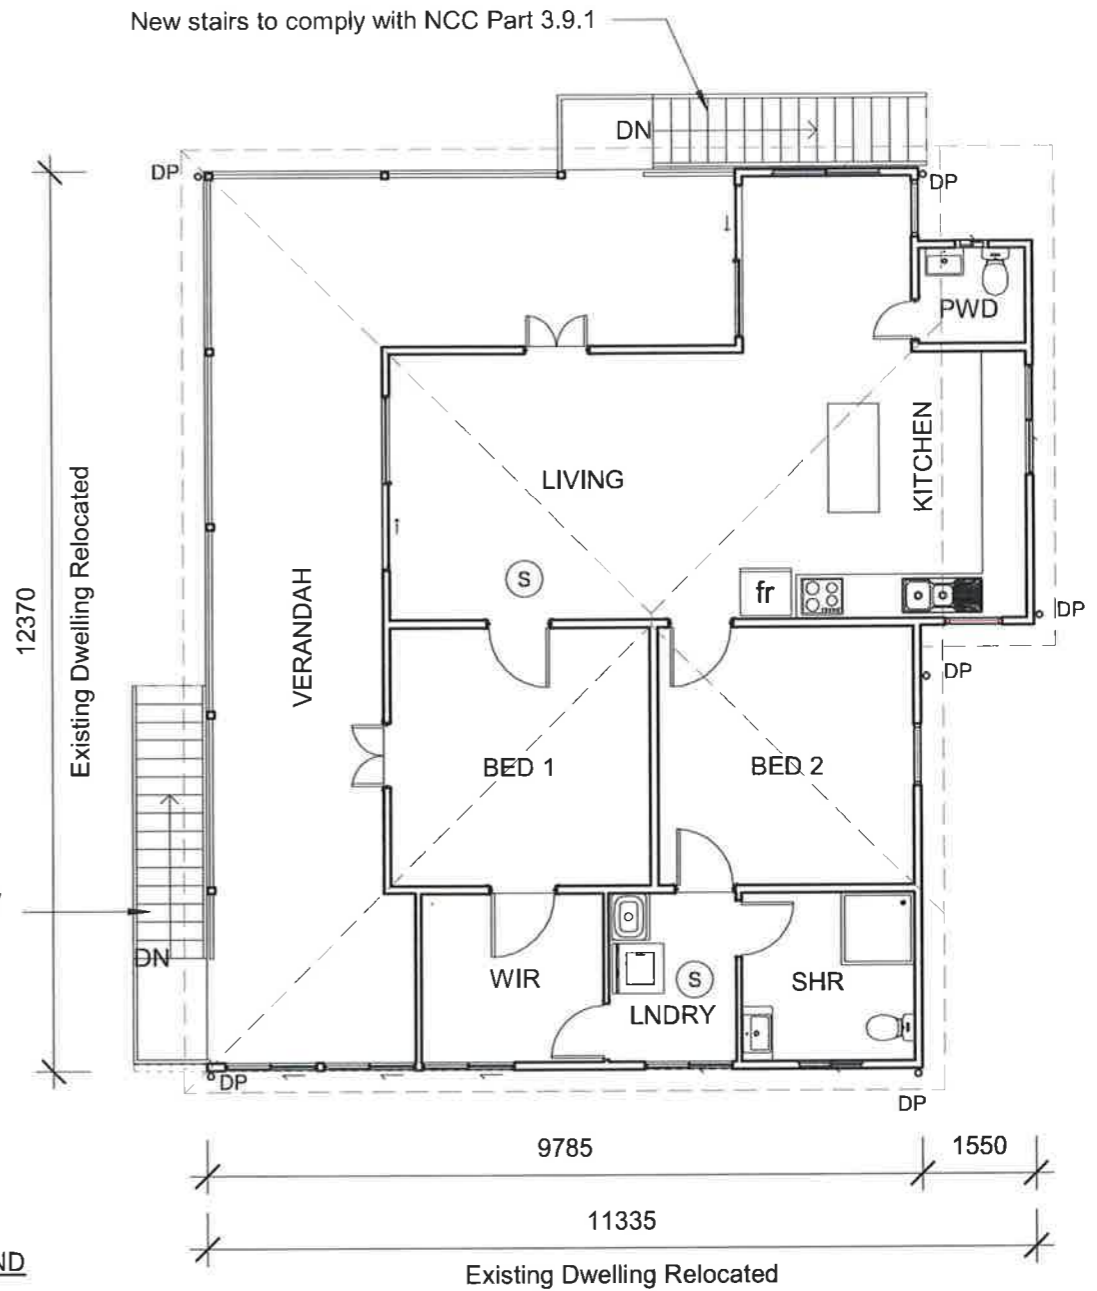 New stairs to comply with NCC Part 3.9.1
DN
DP
DP
PWD
KITCHEN
LIVING
S
fr
DP
DP
12370
Existing Dwelling Relocated
VERANDAH
BED 1
BED 2
DN
WIR
S
LNDRY
SHR
DP
DP
9785
1550
11335
Existing Dwelling Relocated
ND